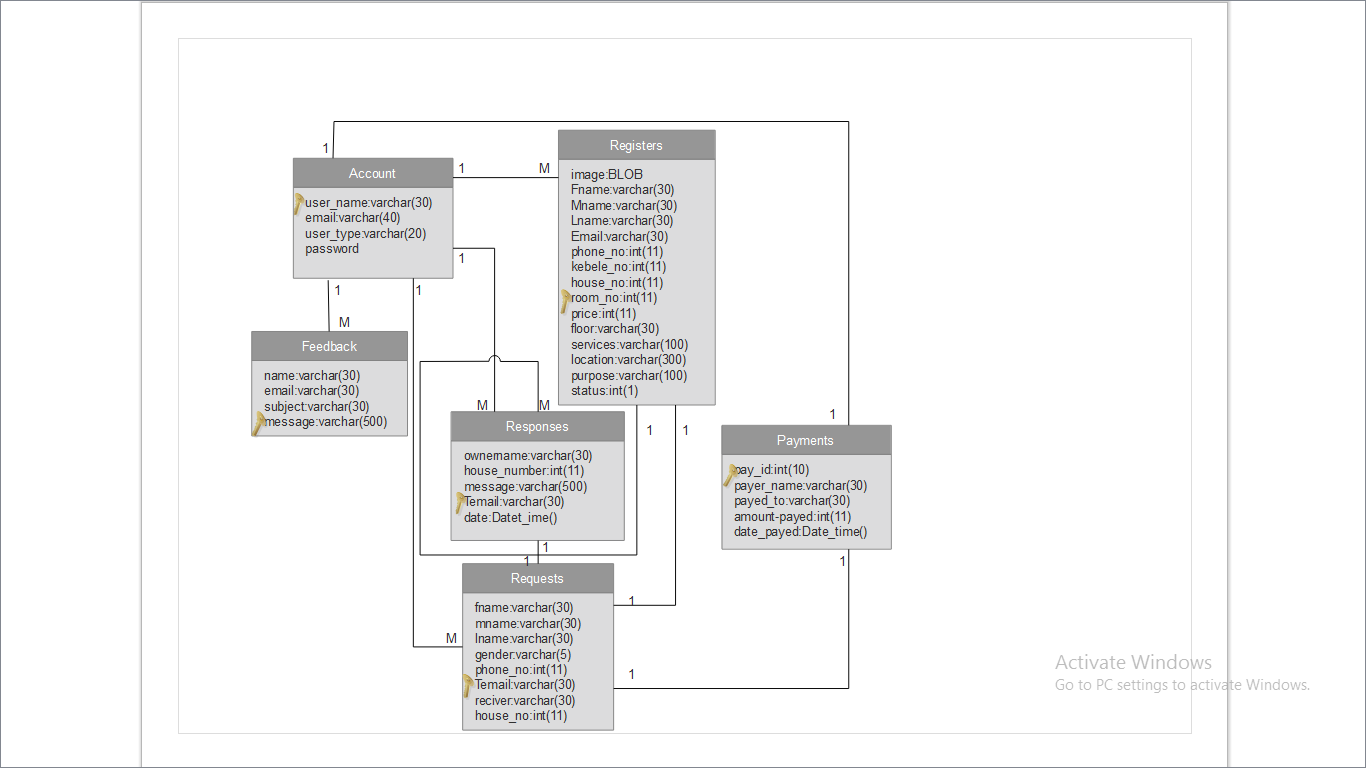 1
Account
user_name:varchar(30)
email:varchar(40)
user_type:varchar(20)
password
1
M
Registers
image:BLOB
Fname:varchar(30)
Mname:varchar(30)
Lname:varchar(30)
Email:varchar(30)
phone_no:int(11)
kebele_no:int(11)
house_no:int(11)
room_no:int(11)
price:int(11)
floor:varchar(30)
services:varchar(100)
location:varchar(300)
purpose:varchar(100)
status:int(1)
1
1
1
M
Feedback
name:varchar(30)
email:varchar(30)
subject:varchar(30)
message:varchar(500)
M
M
Responses
ownername:varchar(30)
house_number:int(11)
message:varchar(500)
Temail:varchar(30)
date:Datet_ime()
1
1
1
Payments
pay_id:int(10)
payer_name:varchar(30)
payed_to:varchar(30)
amount-payed:int(11)
date_payed:Date_time()
1
1
1
Requests
fname:varchar(30)
mname:varchar(30)
lname:varchar(30)
gender:varchar(5)
phone_no:int(11)
Temail:varchar(30)
reciver:varchar(30)
house_no:int(11)
M
1
1
Activate Windows
Go to PC settings to activate Windows.